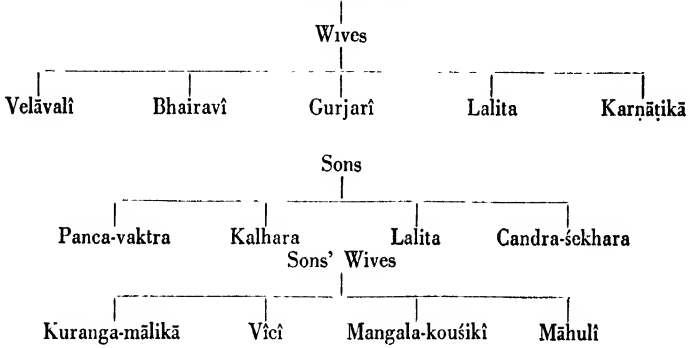 Wives
Velāvalî Bhairavî Gurjarî Lalita Karṇāṭikā
Sons
Panca-vaktra Kalhara Lalita Candra-śekhara
Sons' Wives
Kuranga-mālikā Vîcî Mangala-kouśikî Māhulî